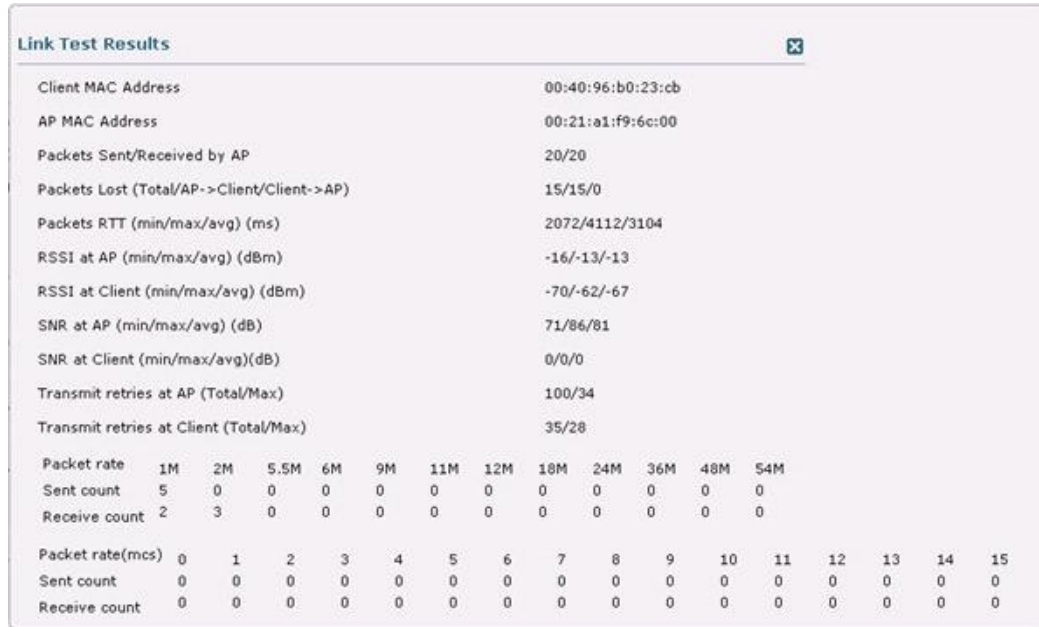 Link Test Results
Client MAC Address 00:40:96:b0:23:cb
AP MAC Address 00:21:a1:f9:6c:00
Packets Sent/Received by AP 20/20
Packets Lost (Total/AP->Client/Client->AP) 15/15/0
Packets RTT (min/max/avg) (ms) 2072/4112/3104
RSSI at AP (min/max/avg) (dBm) -16/-13/-13
RSSI at Client (min/max/avg) (dBm) -70/-62/-67
SNR at AP (min/max/avg) (dB) 71/86/81
SNR at Client (min/max/avg)(dB) 0/0/0
Transmit retries at AP (Total/Max) 100/34
Transmit retries at Client (Total/Max) 35/28
Packet rate 1M 2M 5.5M 6M 9M 11M 12M 18M 24M 36M 48M 54M
Sent count 5 0 0 0 0 0 0 0 0 0 0 0
Receive count 2 3 0 0 0 0 0 0 0 0 0 0
Packet rate(mcs) 0 1 2 3 4 5 6 7 8 9 10 11 12 13 14 15
Sent count 0 0 0 0 0 0 0 0 0 0 0 0 0 0 0 0
Receive count 0 0 0 0 0 0 0 0 0 0 0 0 0 0 0 0